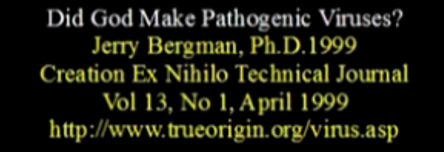 Did God Make Pathogenic Viruses?
Jerry Bergman, Ph.D.1999
Creation Ex Nihilo Technical Journal
Vol 13, No 1, April 1999
http://www.trueorigin.org/virus.asp